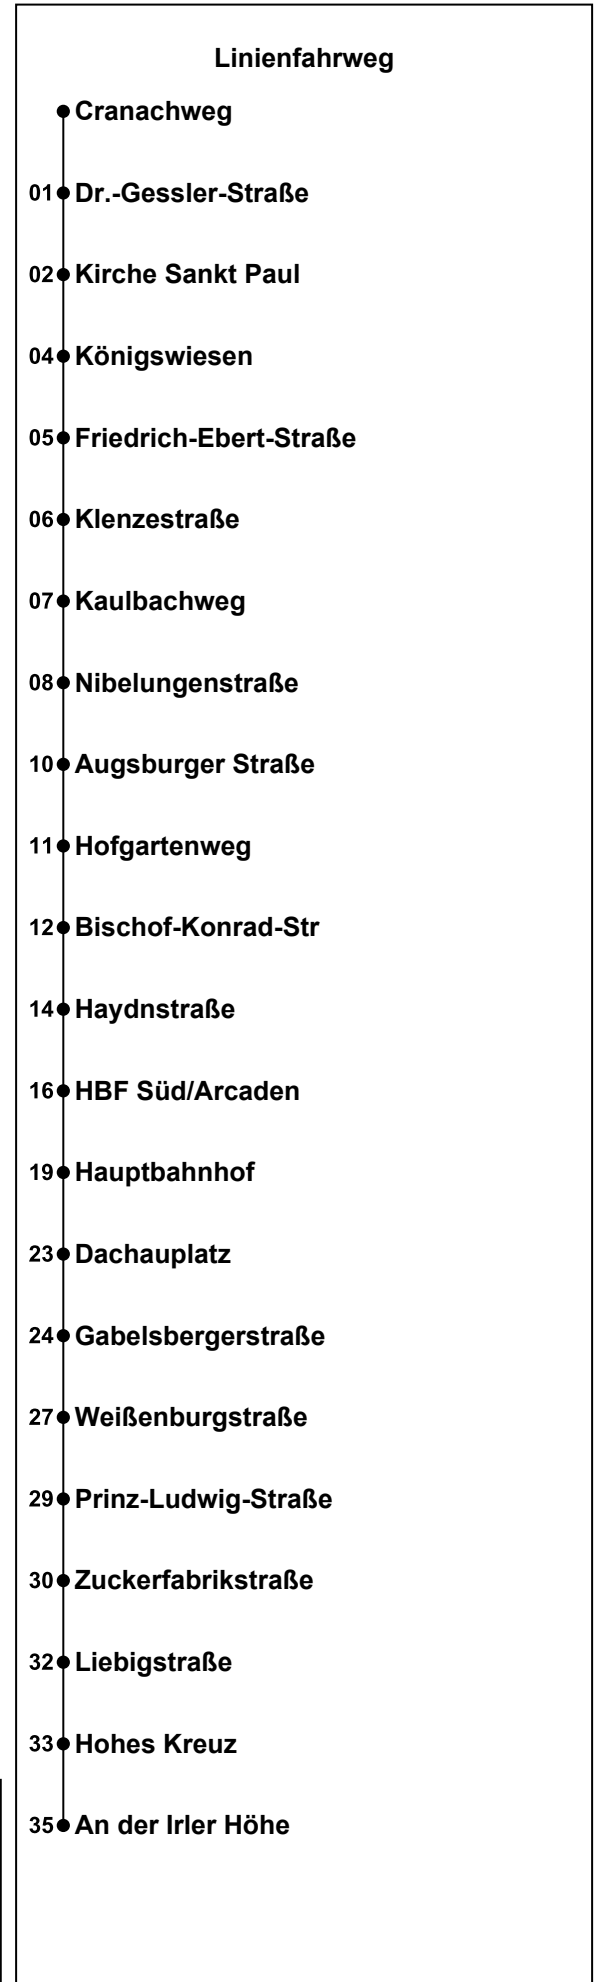 Linienfahrweg
Cranachweg
01 Dr.-Gessler-Straße
02 Kirche Sankt Paul
04 Königswiesen
05 Friedrich-Ebert-Straße
06 Klenzestraße
07 Kaulbachweg
08 Nibelungenstraße
10 Augsburger Straße
11 Hofgartenweg
12 Bischof-Konrad-Str
14 Haydnstraße
16 HBF Süd/Arcaden
19 Hauptbahnhof
23 Dachauplatz
24 Gabelsbergerstraße
27 Weißenburgstraße
29 Prinz-Ludwig-Straße
30 Zuckerfabrikstraße
32 Liebigstraße
33 Hohes Kreuz
35 An der Irler Höhe